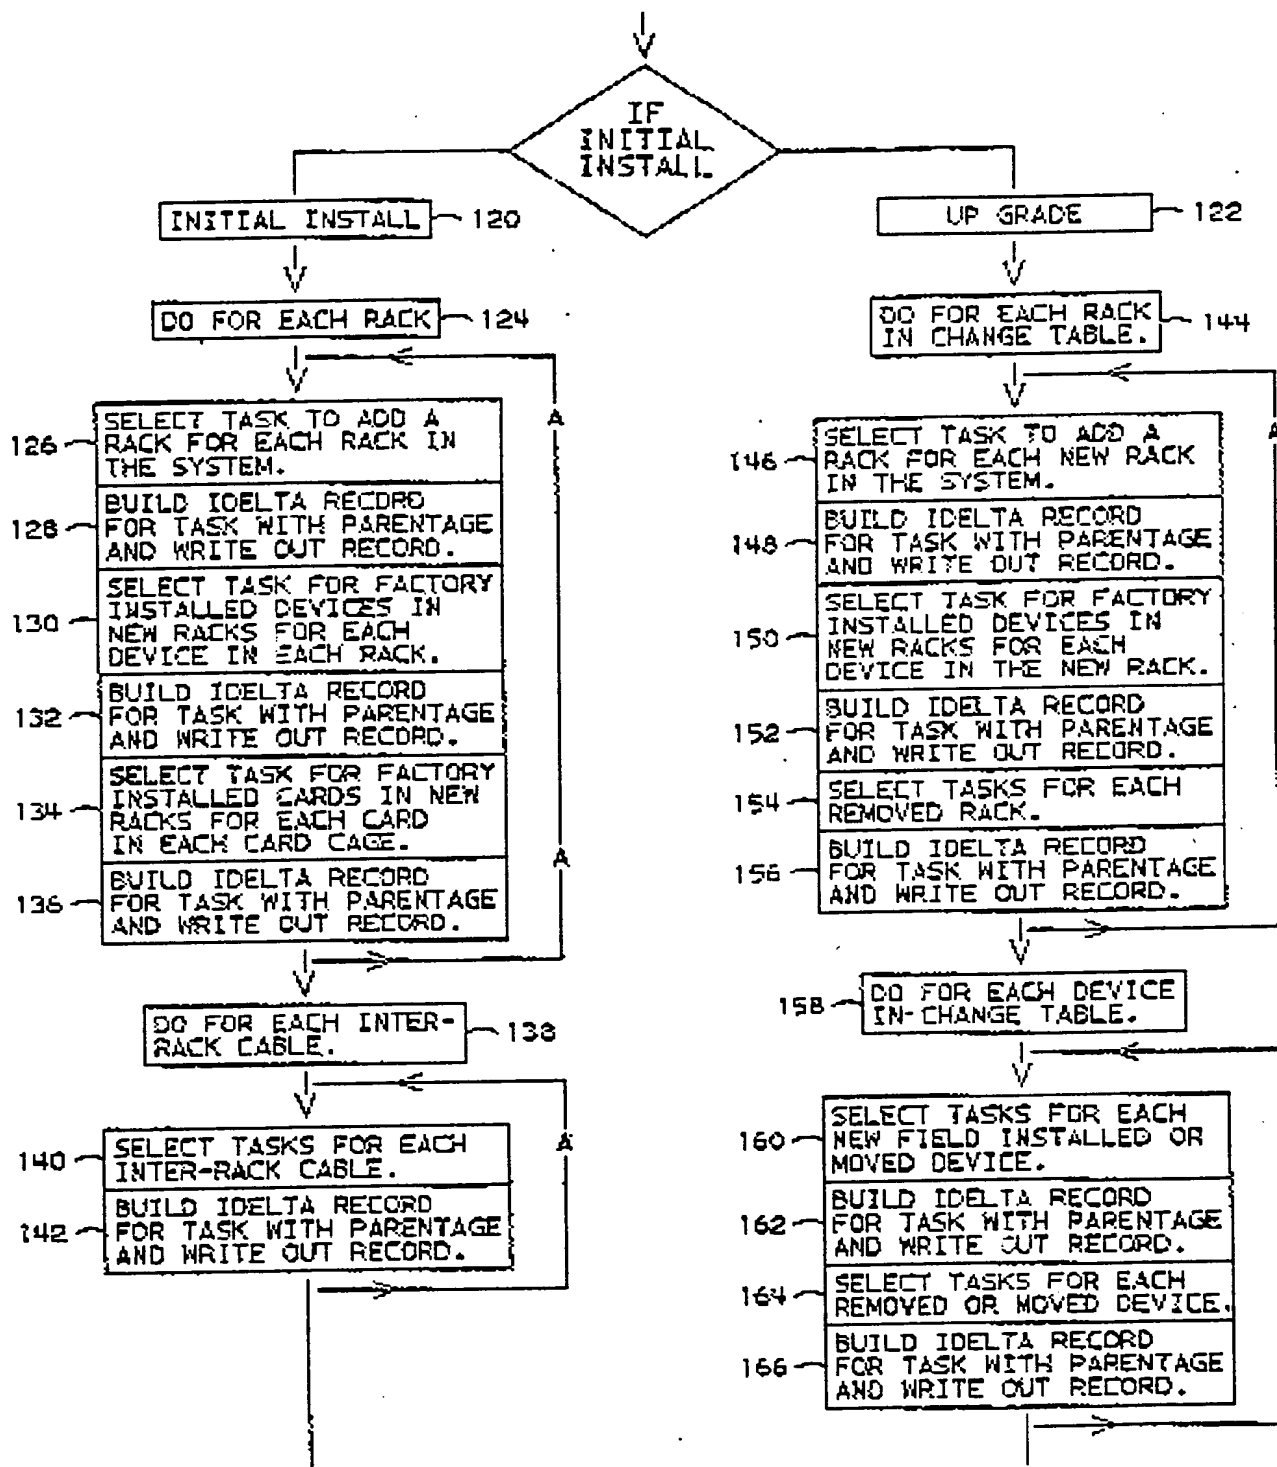 IF
INITIAL
INSTALL
INITIAL INSTALL
120
DO FOR EACH RACK
124
A
126
SELECT TASK TO ADD A
RACK FOR EACH RACK IN
THE SYSTEM.
128
BUILD IDELTA RECORD
FOR TASK WITH PARENTAGE
AND WRITE OUT RECORD.
130
SELECT TASK FOR FACTORY
INSTALLED DEVICES IN
NEW RACKS FOR EACH
DEVICE IN EACH RACK.
132
BUILD IDELTA RECORD
FOR TASK WITH PARENTAGE
AND WRITE OUT RECORD.
134
SELECT TASK FOR FACTORY
INSTALLED CARDS IN NEW
RACKS FOR EACH CARD
IN EACH CARD CAGE.
A
136
BUILD IDELTA RECORD
FOR TASK WITH PARENTAGE
AND WRITE OUT RECORD.
DO FOR EACH INTER-
RACK CABLE.
138
A
140
SELECT TASKS FOR EACH
INTER-RACK CABLE.
142
BUILD IDELTA RECORD
FOR TASK WITH PARENTAGE
AND WRITE OUT RECORD.
UP GRADE
122
DO FOR EACH RACK
IN CHANGE TABLE.
144
A
146
SELECT TASK TO ADD A
RACK FOR EACH NEW RACK
IN THE SYSTEM.
148
BUILD IDELTA RECORD
FOR TASK WITH PARENTAGE
AND WRITE OUT RECORD.
150
SELECT TASK FOR FACTORY
INSTALLED DEVICES IN
NEW RACKS FOR EACH
DEVICE IN THE NEW RACK.
152
BUILD IDELTA RECORD
FOR TASK WITH PARENTAGE
AND WRITE OUT RECORD.
154
SELECT TASKS FOR EACH
REMOVED RACK.
156
BUILD IDELTA RECORD
FOR TASK WITH PARENTAGE
AND WRITE OUT RECORD.
158
DO FOR EACH DEVICE
IN-CHANGE TABLE.
160
SELECT TASKS FOR EACH
NEW FIELD INSTALLED OR
MOVED DEVICE.
162
BUILD IDELTA RECORD
FOR TASK WITH PARENTAGE
AND WRITE OUT RECORD.
164
SELECT TASKS FOR EACH
REMOVED OR MOVED DEVICE.
166
BUILD IDELTA RECORD
FOR TASK WITH PARENTAGE
AND WRITE OUT RECORD.